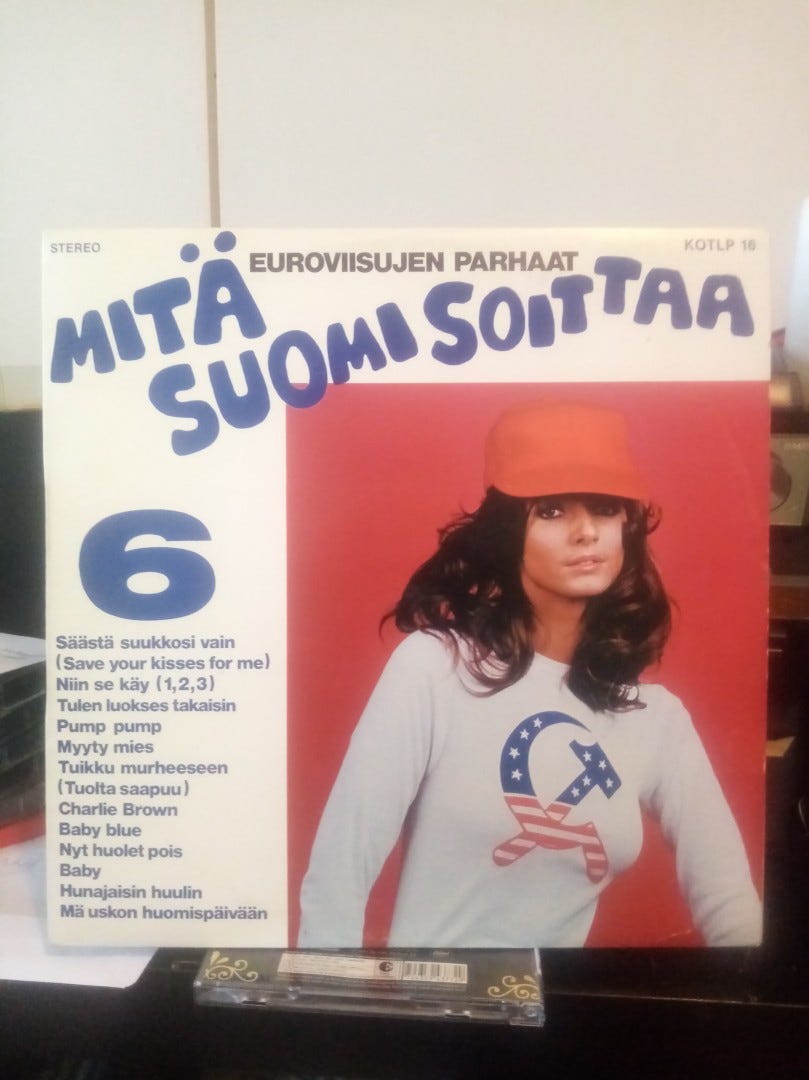 STEREO
EUROVIISUJEN PARHAAT
KOTLP 16
MITÄ
SUOMI SOITTAA
6
Säästä suukkosi vain
(Save your kisses for me)
Niin se käy (1,2,3)
Tulen luokses takaisin
Pump pump
Myyty mies
Tuikku murheeseen
(Tuolta saapuu)
Charlie Brown
Baby blue
Nyt huolet pois
Baby
Hunajaisin huulin
Mä uskon huomispäivään